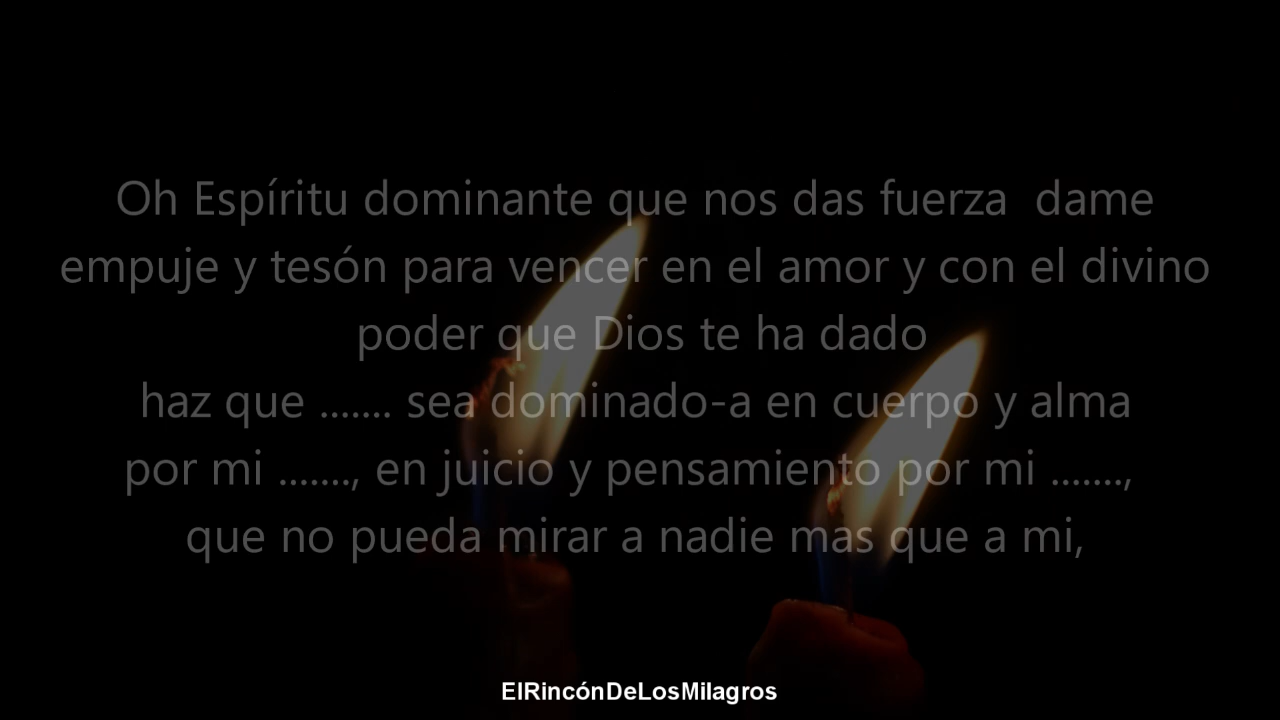 Oh Espíritu dominante que nos das fuerza  dame
empuje y tesón para vencer en el amor y con el divino
poder que Dios te ha dado
haz que ....... sea dominado-a en cuerpo y alma
por mi ......., en juicio y pensamiento por mi .......,
que no pueda mirar a nadie mas que a mi,
ElRincónDeLosMilagros